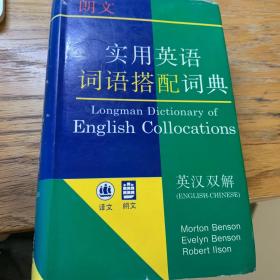 朗文
实用英语
词语搭配词典
Longman Dictionary of
English Collocations
英汉双解
(ENGLISH-CHINESE)
译文 朗文
Morton Benson
Evelyn Benson
Robert Ilson